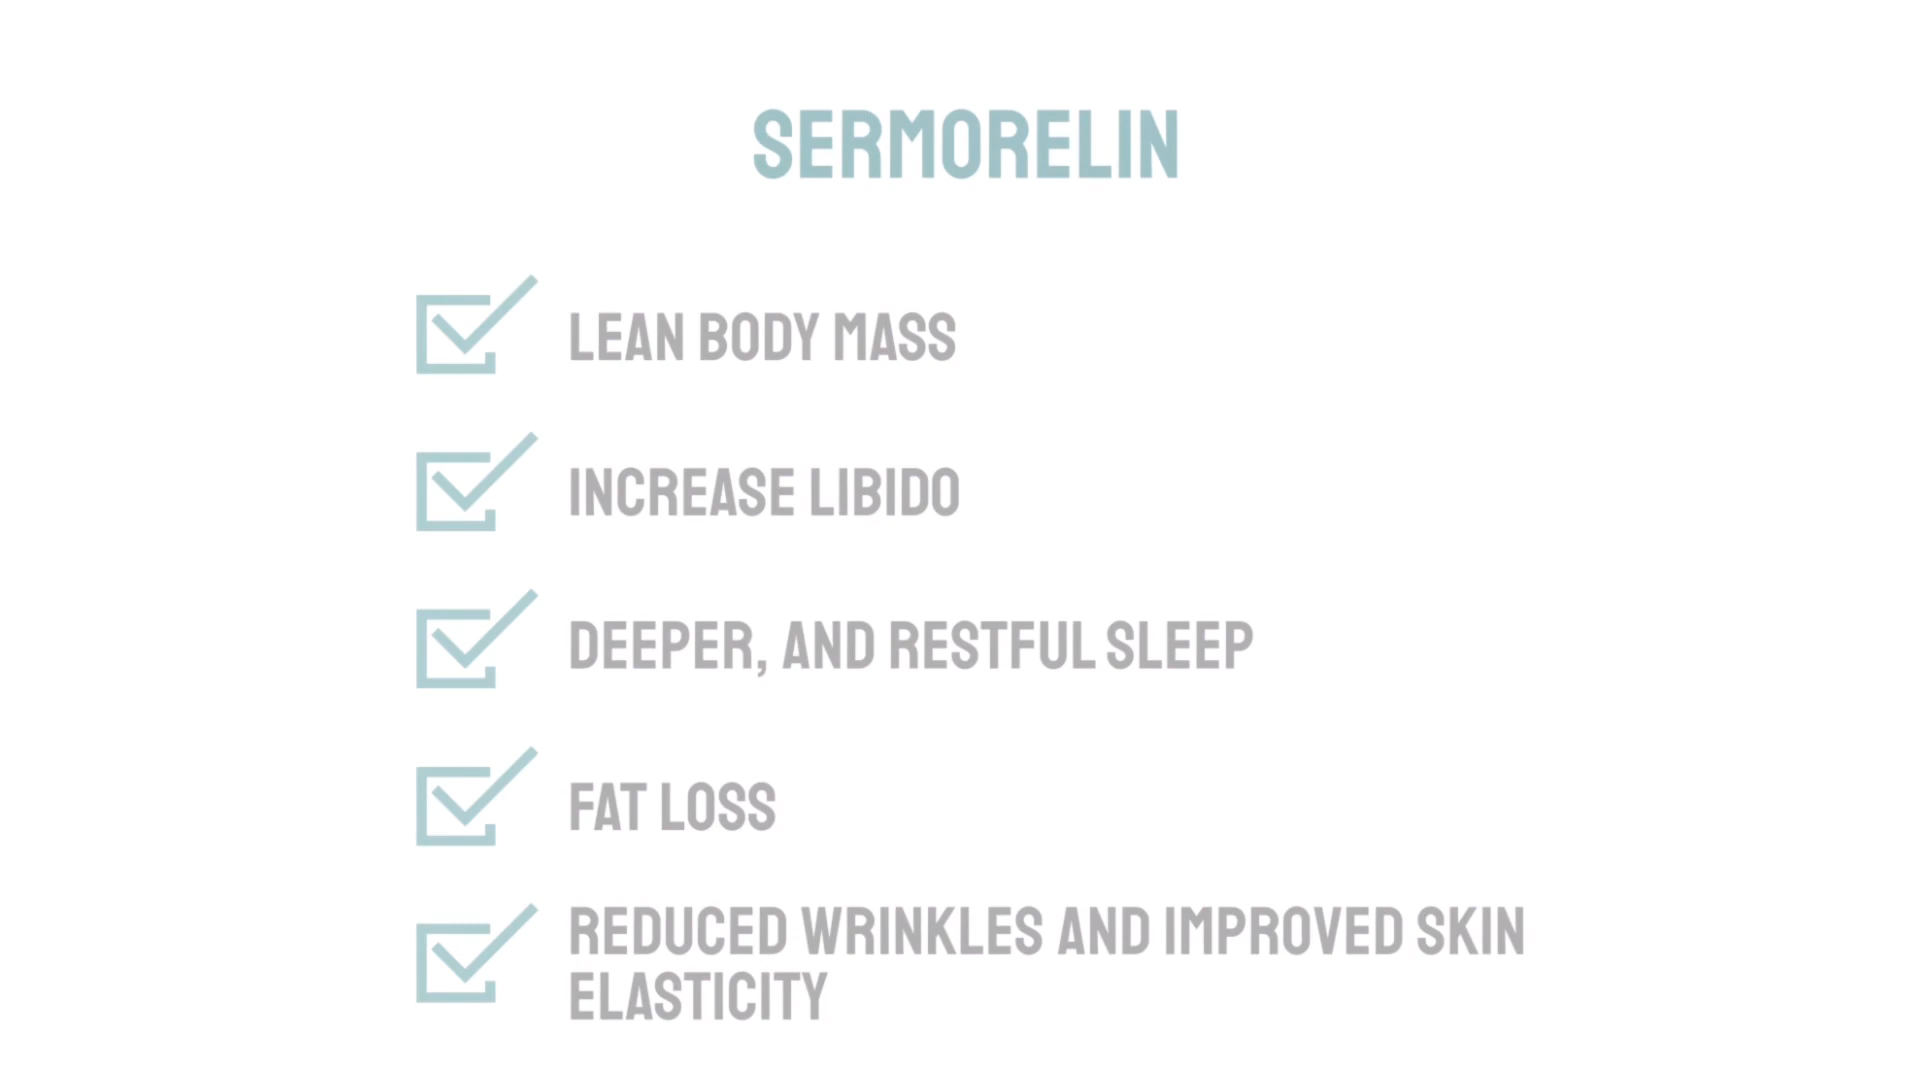 SERMORELIN
LEAN BODY MASS
INCREASE LIBIDO
DEEPER, AND RESTFUL SLEEP
FAT LOSS
REDUCED WRINKLES AND IMPROVED SKIN
ELASTICITY